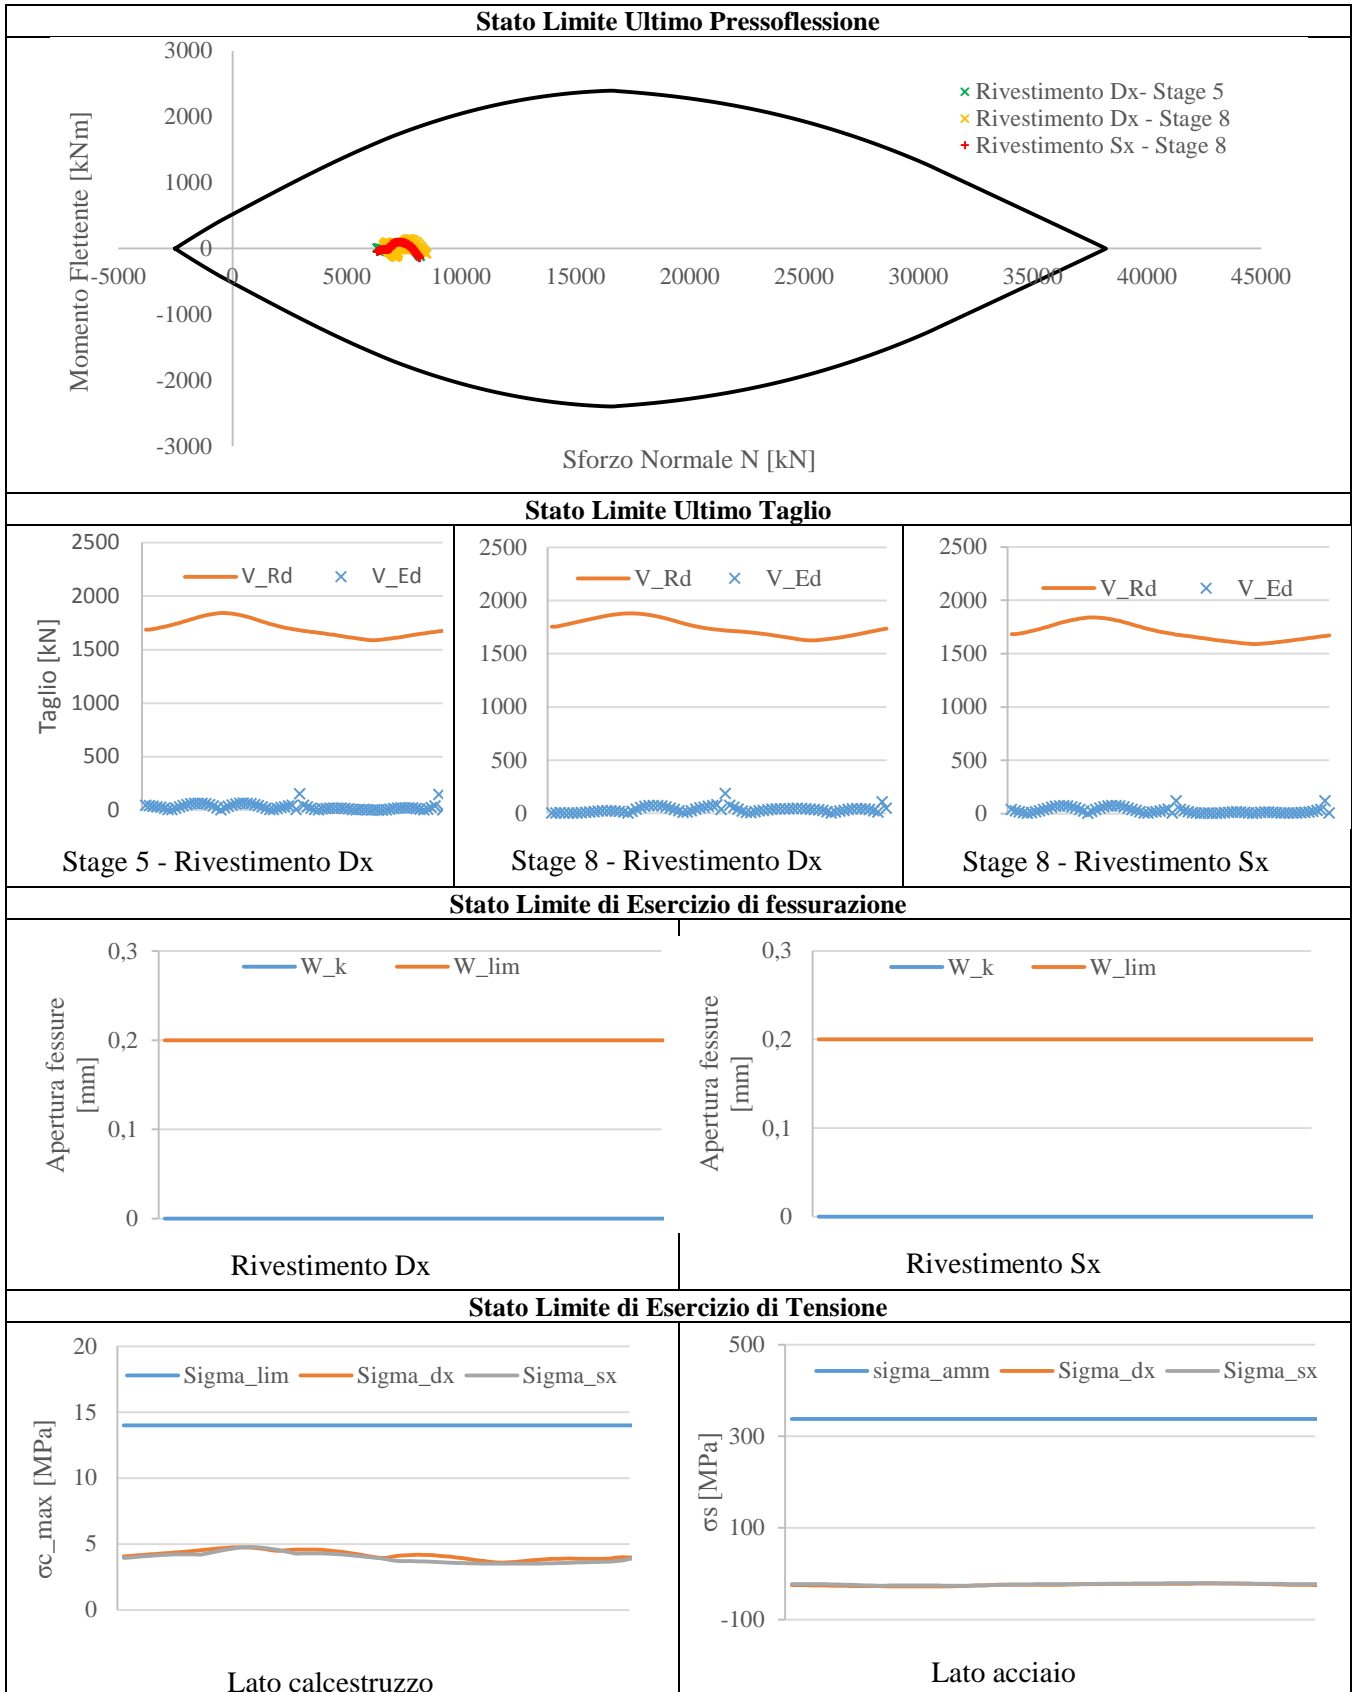 Stato Limite Ultimo Pressoflessione
3000
2000
1000
0
-1000
-2000
-3000
Momento Flettente [kNm]
-5000 0 5000 10000 15000 20000 25000 30000 35000 40000 45000
Sforzo Normale N [kN]
Rivestimento Dx- Stage 5
Rivestimento Dx - Stage 8
Rivestimento Sx - Stage 8
Stato Limite Ultimo Taglio
2500
2000
1500
1000
500
0
Taglio [kN]
V_Rd V_Ed
Stage 5 - Rivestimento Dx
2500
2000
1500
1000
500
0
V_Rd V_Ed
Stage 8 - Rivestimento Dx
2500
2000
1500
1000
500
0
V_Rd V_Ed
Stage 8 - Rivestimento Sx
Stato Limite di Esercizio di fessurazione
0,3
0,2
0,1
0
Apertura fessure
[mm]
W_k W_lim
Rivestimento Dx
0,3
0,2
0,1
0
Apertura fessure
[mm]
W_k W_lim
Rivestimento Sx
Stato Limite di Esercizio di Tensione
20
15
10
5
0
σc_max [MPa]
Sigma_lim Sigma_dx Sigma_sx
Lato calcestruzzo
500
300
100
-100
σs [MPa]
sigma_amm Sigma_dx Sigma_sx
Lato acciaio